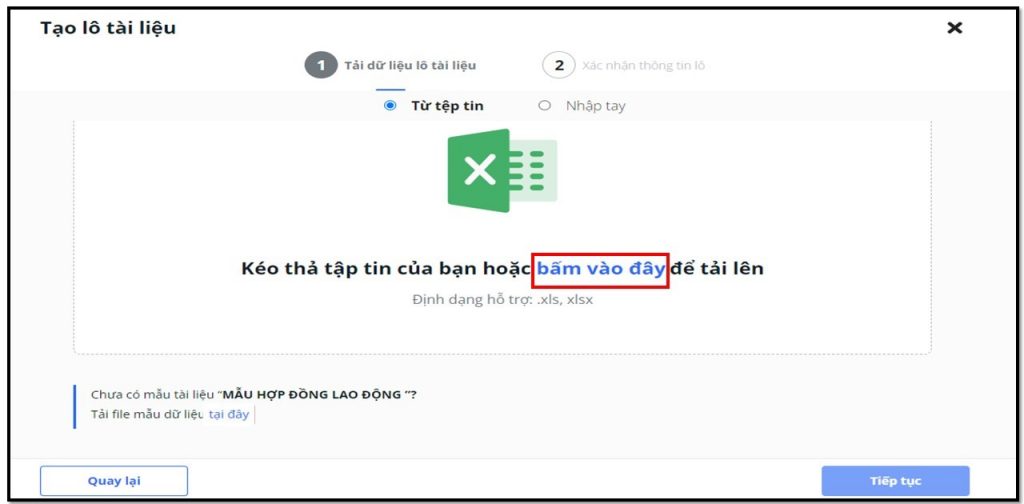 Tạo lô tài liệu
1 Tải dữ liệu lô tài liệu 2 Xác nhận thông tin lô
Từ tệp tin Nhập tay
Kéo thả tập tin của bạn hoặc bấm vào đây để tải lên
Định dạng hỗ trợ: .xls, xlsx
Chưa có mẫu tài liệu “MẪU HỢP ĐỒNG LAO ĐỘNG ”?
Tải file mẫu dữ liệu tại đây
Quay lại Tiếp tục